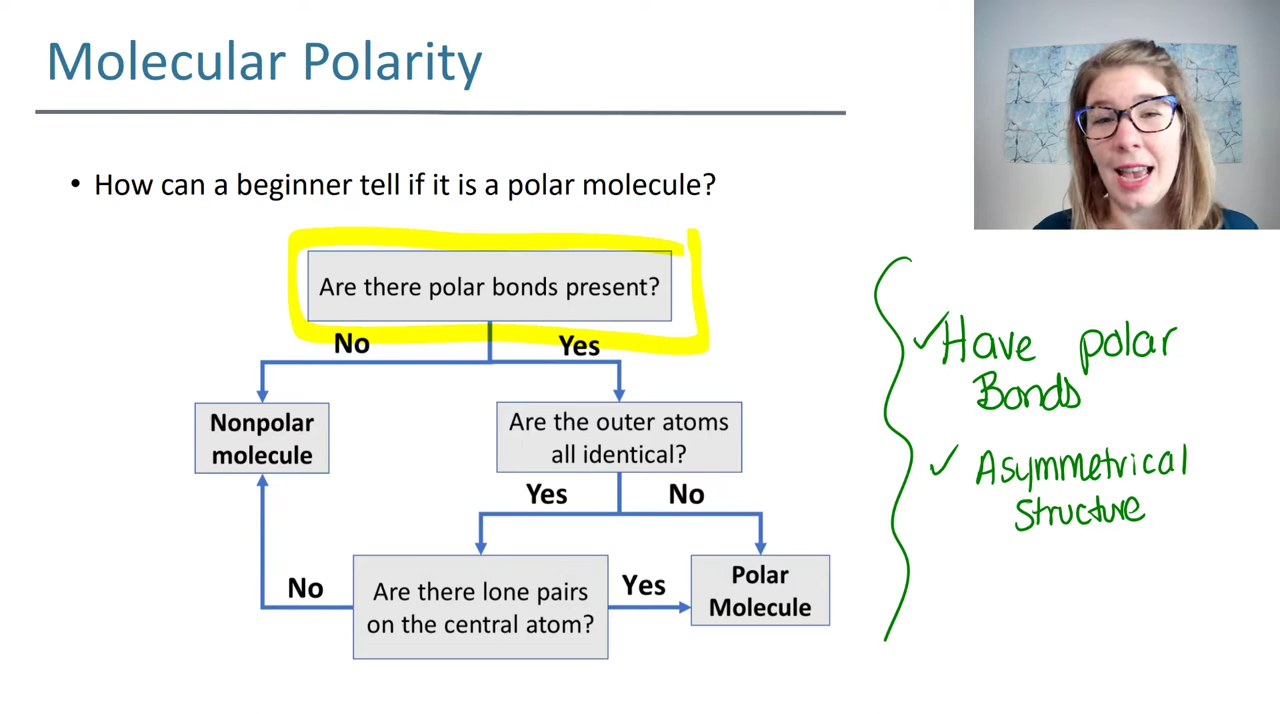 Molecular Polarity
• How can a beginner tell if it is a polar molecule?
Are there polar bonds present?
No
Yes
Nonpolar
molecule
Are the outer atoms
all identical?
Yes
No
Are there lone pairs
on the central atom?
No
Yes
Polar
Molecule
✓Have polar
Bonds
✓ Asymmetrical
Structure